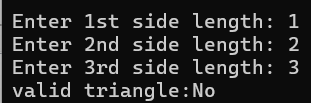 Enter 1st side length: 1
Enter 2nd side length: 2
Enter 3rd side length: 3
valid triangle:No